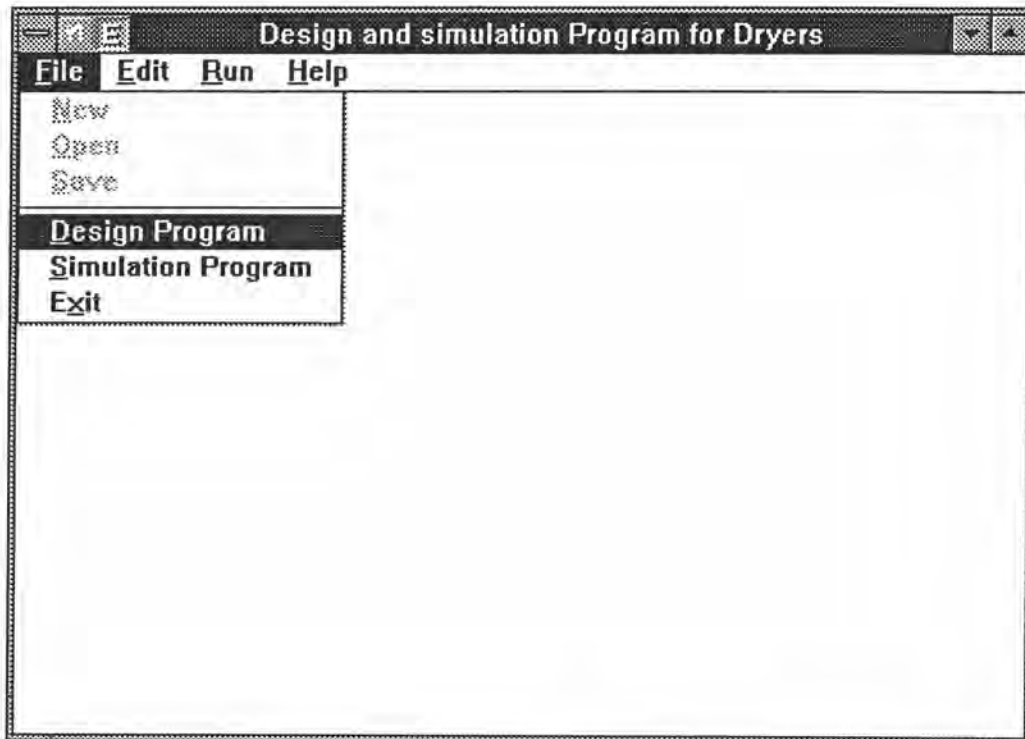 Design and simulation Program for Dryers
File Edit Run Help
New
Open
Save
Design Program
Simulation Program
Exit